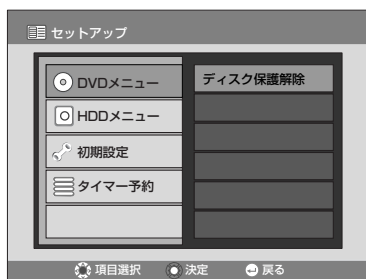 セットアップ
DVDメニュー
ディスク保護解除
HDDメニュー
初期設定
タイマー予約
項目選択 決定 戻る